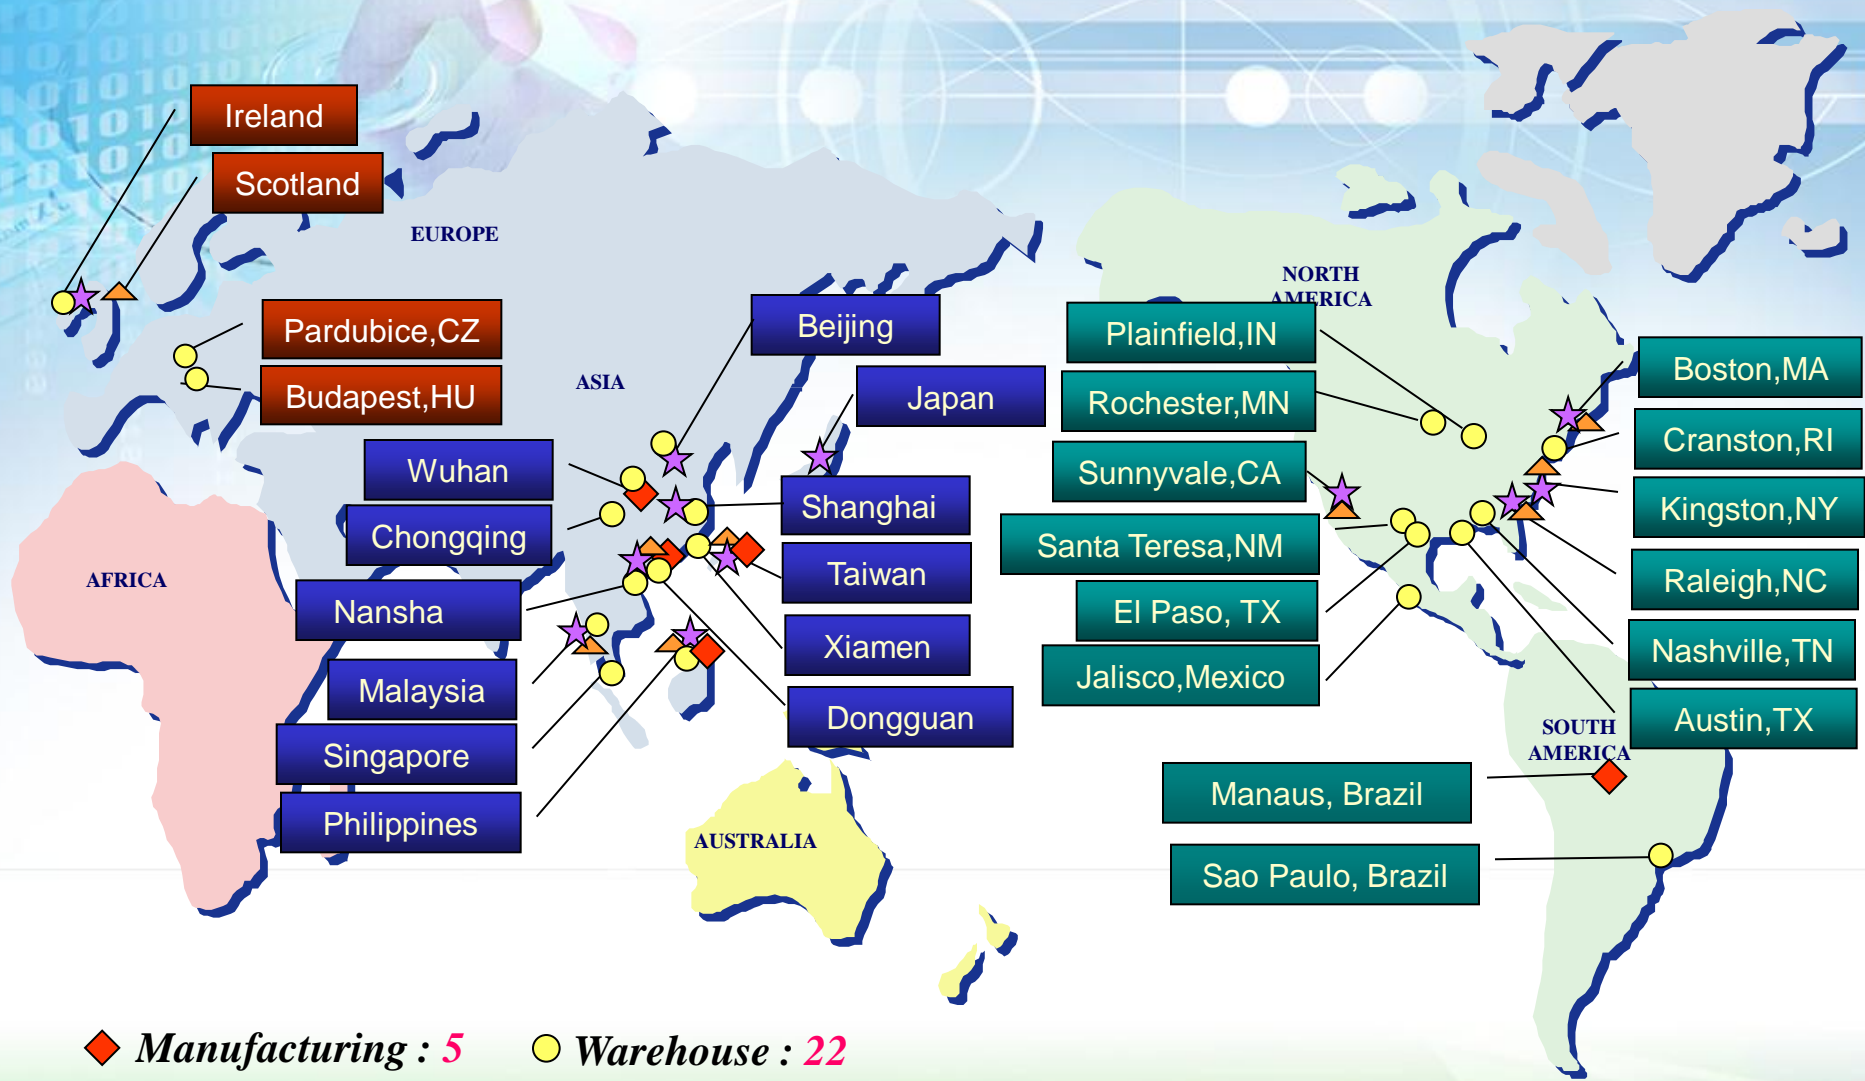 Ireland
Scotland
EUROPE
Pardubice,CZ
Budapest,HU
ASIA
Beijing
Japan
Wuhan
Chongqing
Shanghai
Taiwan
Nansha
Xiamen
Malaysia
Dongguan
Singapore
Philippines
AFRICA
AUSTRALIA
NORTH
AMERICA
Plainfield,IN
Rochester,MN
Sunnyvale,CA
Santa Teresa,NM
El Paso, TX
Jalisco,Mexico
Boston,MA
Cranston,RI
Kingston,NY
Raleigh,NC
Nashville,TN
Austin,TX
SOUTH
AMERICA
Manaus, Brazil
Sao Paulo, Brazil
Manufacturing : 5
Warehouse : 22